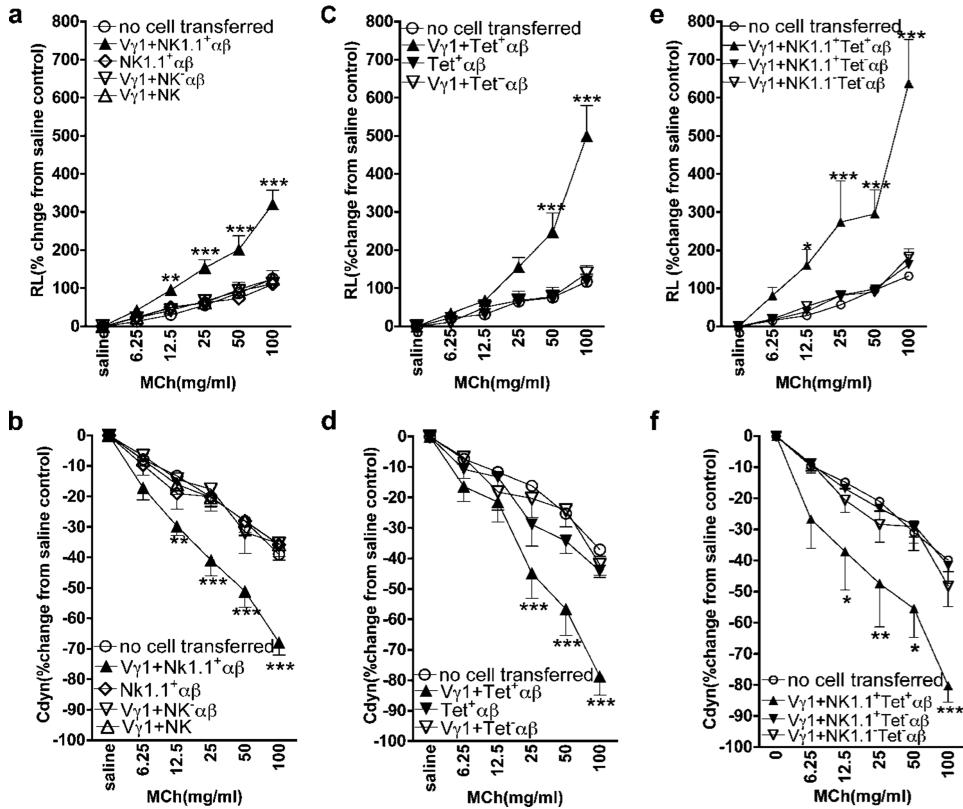 a
no cell transferred
Vγ1+NK1.1⁺αβ
NK1.1⁺αβ
Vγ1+NK⁻αβ
Vγ1+NK
RL(% chnge from saline control)
800
700
600
500
400
300
200
100
0
** *** *** ***
saline 6.25 12.5 25 50 100
MCh(mg/ml)
c
no cell transferred
Vγ1+Tet⁺αβ
Tet⁺αβ
Vγ1+Tet⁻αβ
RL(%change from saline control)
800
700
600
500
400
300
200
100
0
*** ***
saline 6.25 12.5 25 50 100
MCh(mg/ml)
e
no cell transferred
Vγ1+NK1.1⁺Tet⁺αβ
Vγ1+NK1.1⁺Tet⁻αβ
Vγ1+NK1.1⁻Tet⁻αβ
RL (%change from saline control)
800
700
600
500
400
300
200
100
0
* *** *** ***
saline 6.25 12.5 25 50 100
MCh(mg/ml)
b
Cdyn(%change from saline control)
0
-10
-20
-30
-40
-50
-60
-70
-80
-90
-100
** *** *** ***
no cell transferred
Vγ1+Nk1.1⁺αβ
Nk1.1⁺αβ
Vγ1+NK⁻αβ
Vγ1+NK
saline 6.25 12.5 25 50 100
MCh(mg/ml)
d
Cdyn(%change from saline control)
0
-10
-20
-30
-40
-50
-60
-70
-80
-90
-100
*** *** ***
no cell transferred
Vγ1+Tet⁺αβ
Tet⁺αβ
Vγ1+Tet⁻αβ
saline 6.25 12.5 25 50 100
MCh(mg/ml)
f
Cdyn(%change from saline control)
0
-10
-20
-30
-40
-50
-60
-70
-80
-90
-100
* ** * ***
no cell transferred
Vγ1+NK1.1⁺Tet⁺αβ
Vγ1+NK1.1⁺Tet⁻αβ
Vγ1+NK1.1⁻Tet⁻αβ
0 6.25 12.5 25 50 100
MCh(mg/ml)